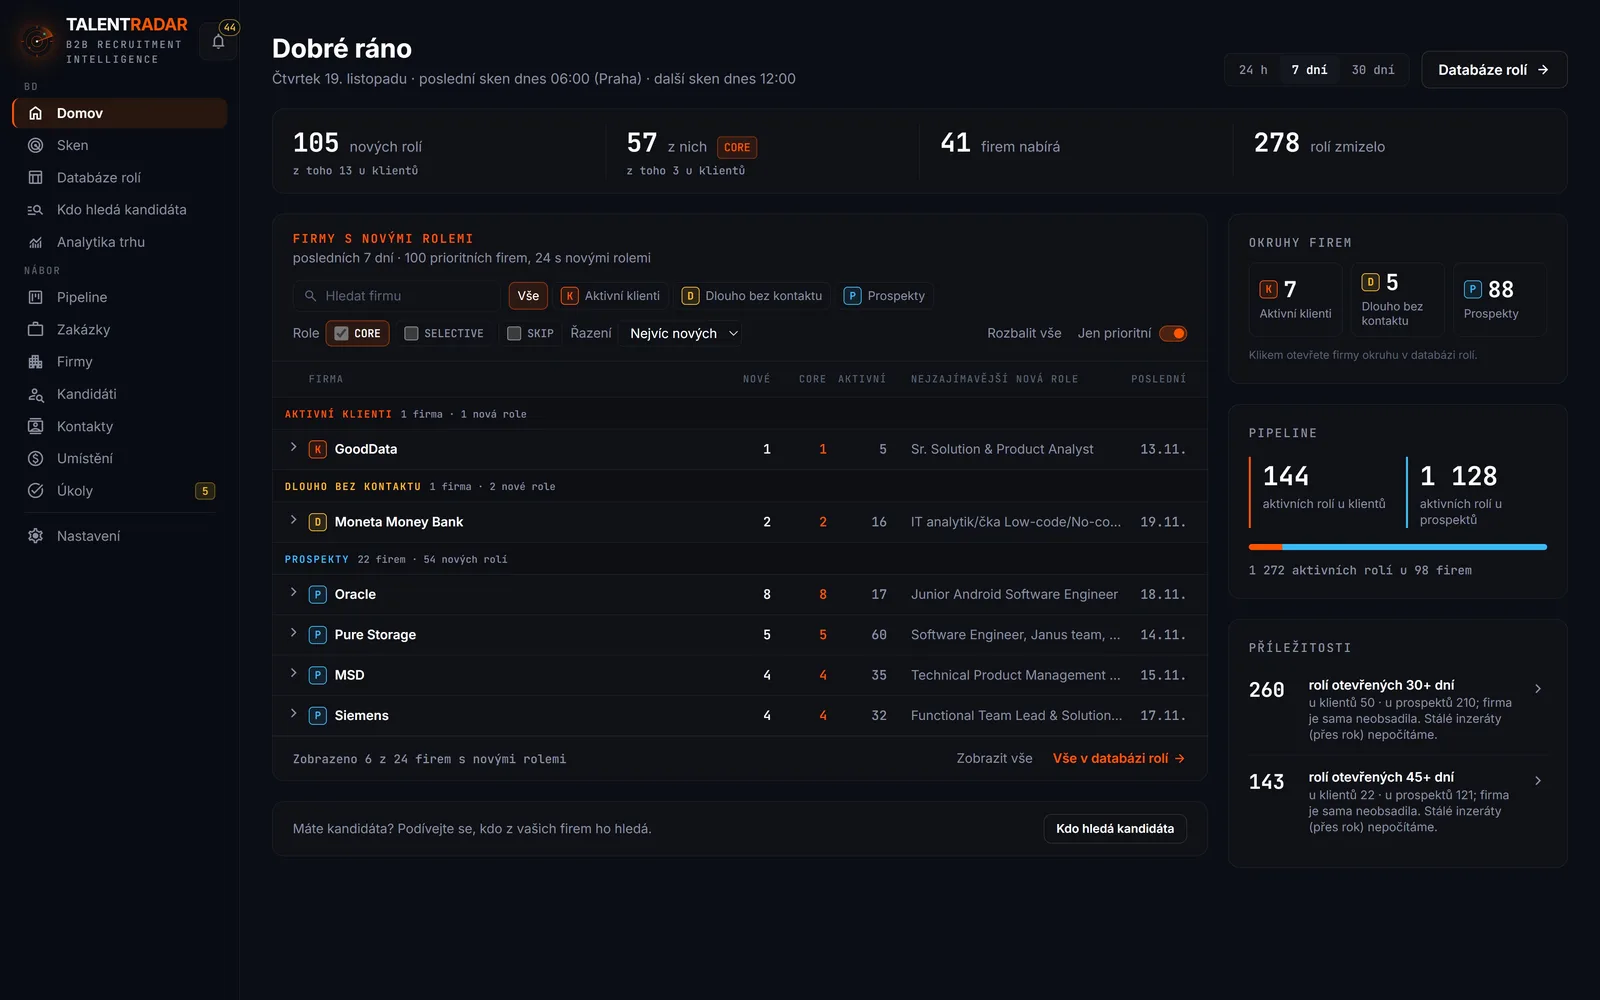 TALENTRADAR
B2B RECRUITMENT
INTELLIGENCE
44
BD
Domov
Sken
Databáze rolí
Kdo hledá kandidáta
Analytika trhu
NÁBOR
Pipeline
Zakázky
Firmy
Kandidáti
Kontakty
Umístění
Úkoly 5
Nastavení
Dobré ráno
Čtvrtek 19. listopadu · poslední sken dnes 06:00 (Praha) · další sken dnes 12:00
24 h 7 dní 30 dní
Databáze rolí →
105 nových rolí
z toho 13 u klientů
57 z nich CORE
z toho 3 u klientů
41 firem nabírá
278 rolí zmizelo
FIRMY S NOVÝMI ROLEMI
posledních 7 dní · 100 prioritních firem, 24 s novými rolemi
Hledat firmu Vše K Aktivní klienti D Dlouho bez kontaktu P Prospekty
Role CORE SELECTIVE SKIP Řazení Nejvíc nových Rozbalit vše Jen prioritní
FIRMA NOVÉ CORE AKTIVNÍ NEJZAJÍMAVĚJŠÍ NOVÁ ROLE POSLEDNÍ
AKTIVNÍ KLIENTI 1 firma · 1 nová role
K GoodData 1 1 5 Sr. Solution & Product Analyst 13.11.
DLOUHO BEZ KONTAKTU 1 firma · 2 nové role
D Moneta Money Bank 2 2 16 IT analytik/čka Low-code/No-co... 19.11.
PROSPEKTY 22 firem · 54 nových rolí
P Oracle 8 8 17 Junior Android Software Engineer 18.11.
P Pure Storage 5 5 60 Software Engineer, Janus team, ... 14.11.
P MSD 4 4 35 Technical Product Management ... 15.11.
P Siemens 4 4 32 Functional Team Lead & Solution... 17.11.
Zobrazeno 6 z 24 firem s novými rolemi Zobrazit vše Vše v databázi rolí →
Máte kandidáta? Podívejte se, kdo z vašich firem ho hledá. Kdo hledá kandidáta
OKRUHY FIREM
K 7
Aktivní klienti
D 5
Dlouho bez
kontaktu
P 88
Prospekty
Klikem otevřete firmy okruhu v databázi rolí.
PIPELINE
144
aktivních rolí u klientů
1 128
aktivních rolí u
prospektů
1 272 aktivních rolí u 98 firem
PŘÍLEŽITOSTI
260 rolí otevřených 30+ dní
u klientů 50 · u prospektů 210; firma
je sama neobsadila. Stálé inzeráty
(přes rok) nepočítáme.
143 rolí otevřených 45+ dní
u klientů 22 · u prospektů 121; firma
je sama neobsadila. Stálé inzeráty
(přes rok) nepočítáme.